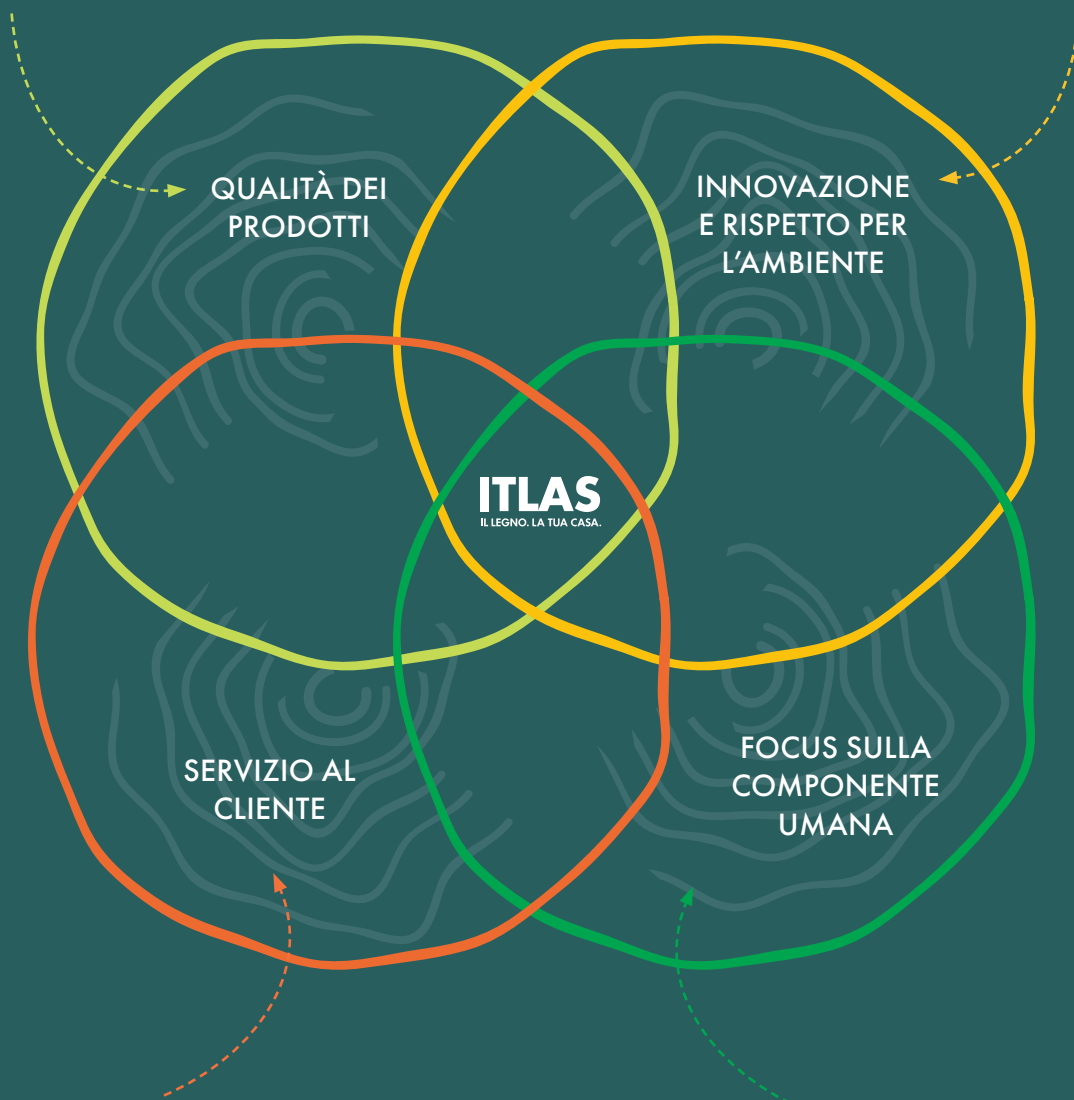 QUALITÀ DEI
PRODOTTI
INNOVAZIONE
E RISPETTO PER
L’AMBIENTE
ITLAS
IL LEGNO. LA TUA CASA.
SERVIZIO AL
CLIENTE
FOCUS SULLA
COMPONENTE
UMANA